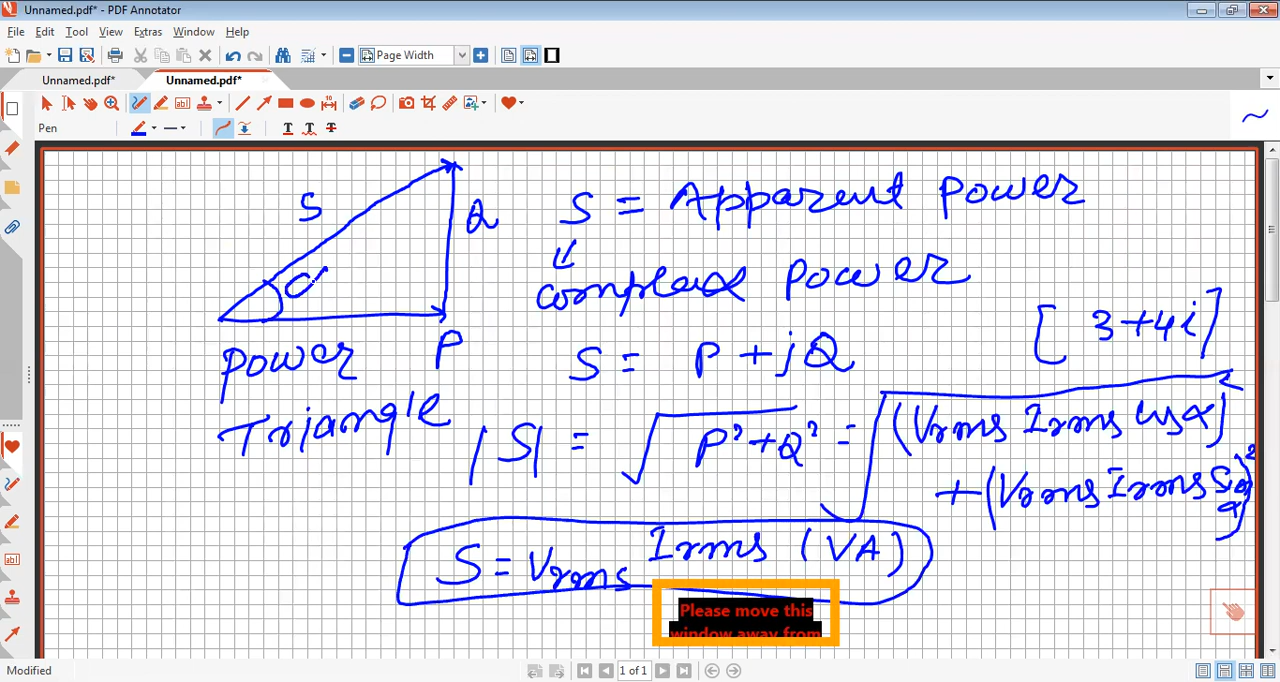 Unnamed.pdf* - PDF Annotator
File Edit Tool View Extras Window Help
Page Width
Unnamed.pdf* Unnamed.pdf*
Pen
S Q P α
Power
Triangle
S = Apparent Power
Complex Power
S = P + jQ
[3+4i]
|S| = √P²+Q² = √(Vrms Irms Cosα)²
+(Vrms Irms Sinα)²
S = Vrms Irms (VA)
Please move this
window away from
Modified
1 of 1